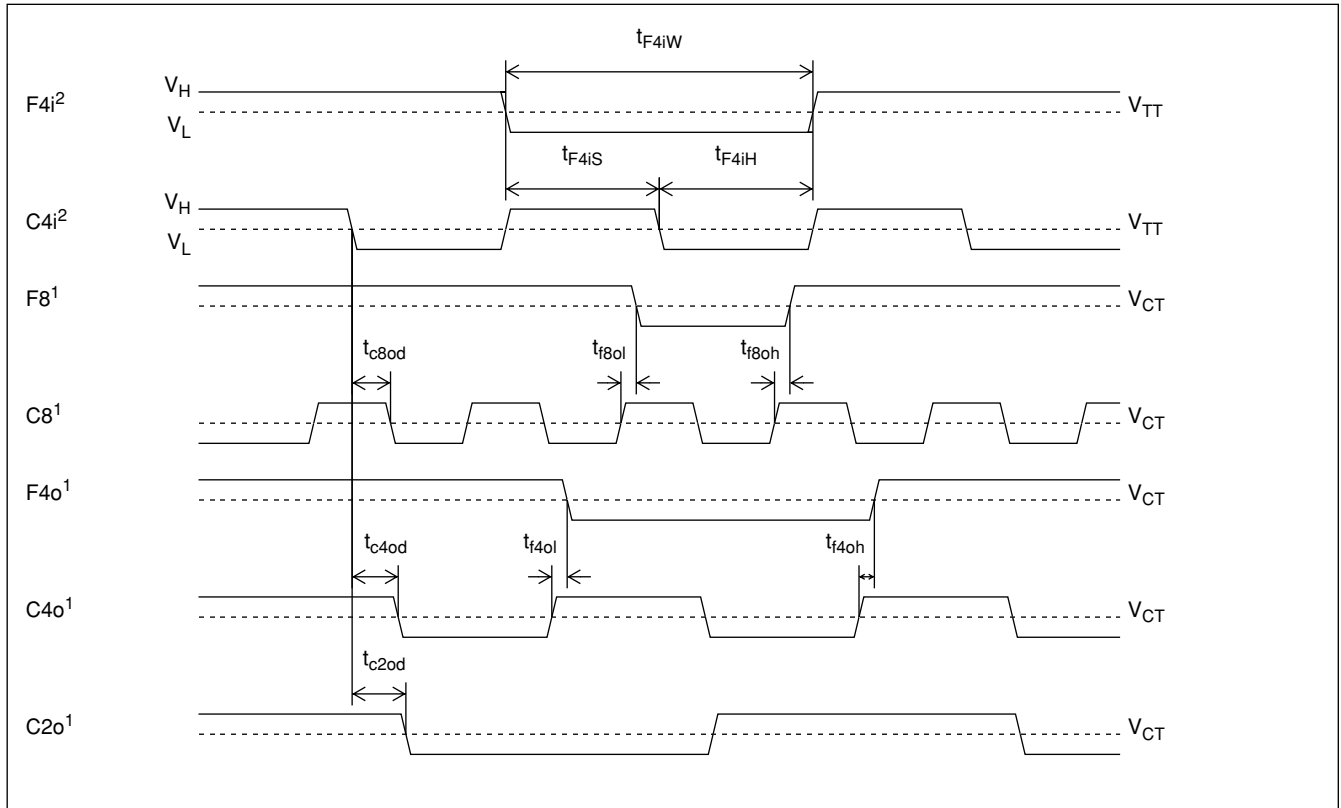 tF4iW
F4i² VH VL VTT
tF4iS tF4iH
C4i² VH VL VTT
F8¹ VCT
tc8od tf8ol tf8oh
C8¹ VCT
F4o¹ VCT
tc4od tf4ol tf4oh
C4o¹ VCT
tc2od
C2o¹ VCT